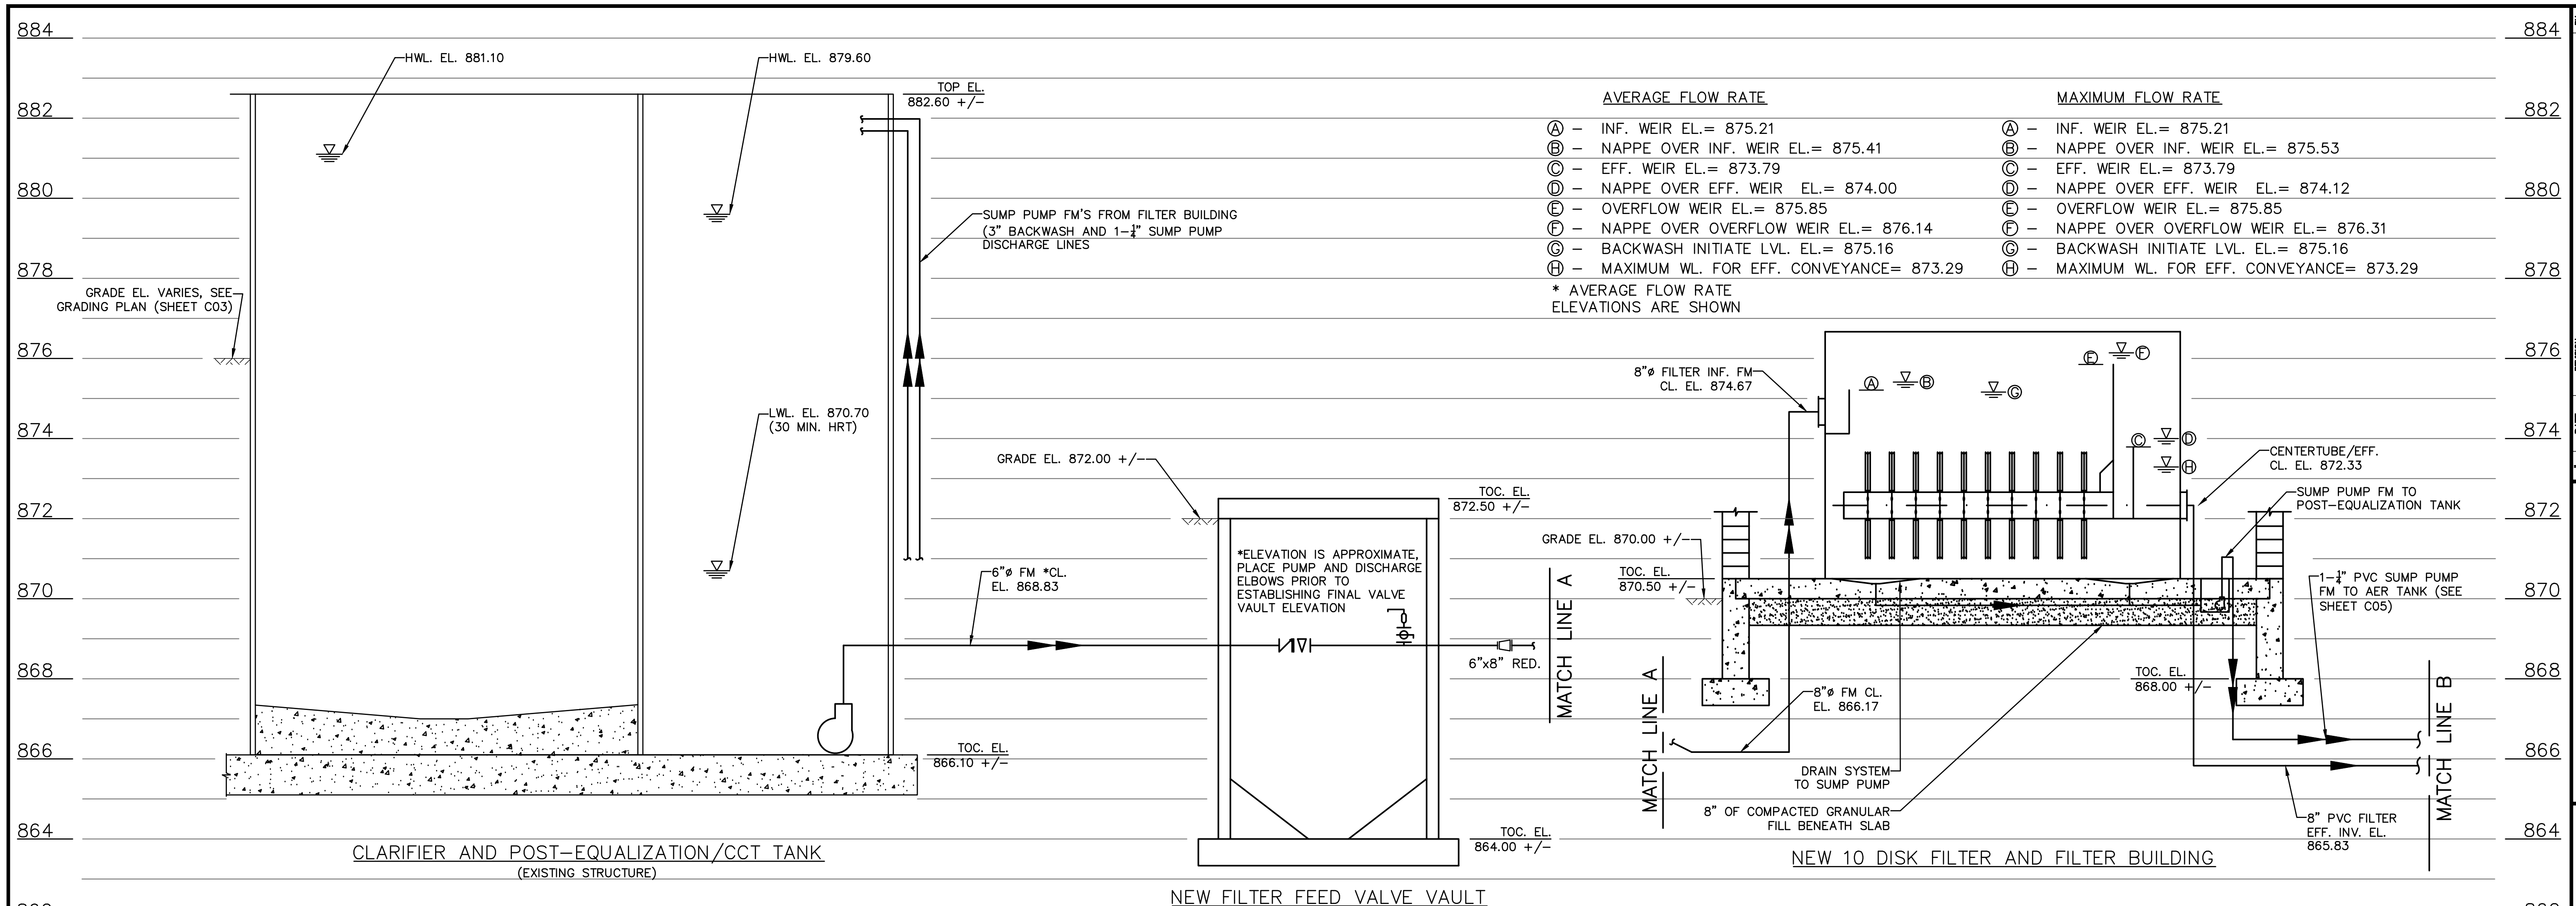 884
882
880
878
876
874
872
870
868
866
864
HWL. EL. 881.10
HWL. EL. 879.60
TOP EL.
882.60 +/-
GRADE EL. VARIES, SEE
GRADING PLAN (SHEET C03)
SUMP PUMP FM'S FROM FILTER BUILDING
(3" BACKWASH AND 1-1/4" SUMP PUMP
DISCHARGE LINES
LWL. EL. 870.70
(30 MIN. HRT)
6"ø FM *CL.
EL. 868.83
TOC. EL.
866.10 +/-
CLARIFIER AND POST-EQUALIZATION/CCT TANK
(EXISTING STRUCTURE)
GRADE EL. 872.00 +/-
TOC. EL.
872.50 +/-
*ELEVATION IS APPROXIMATE,
PLACE PUMP AND DISCHARGE
ELBOWS PRIOR TO
ESTABLISHING FINAL VALVE
VAULT ELEVATION
6"x8" RED.
MATCH LINE A
TOC. EL.
864.00 +/-
NEW FILTER FEED VALVE VAULT
AVERAGE FLOW RATE
A - INF. WEIR EL.= 875.21
B - NAPPE OVER INF. WEIR EL.= 875.41
C - EFF. WEIR EL.= 873.79
D - NAPPE OVER EFF. WEIR EL.= 874.00
E - OVERFLOW WEIR EL.= 875.85
F - NAPPE OVER OVERFLOW WEIR EL.= 876.14
G - BACKWASH INITIATE LVL. EL.= 875.16
H - MAXIMUM WL. FOR EFF. CONVEYANCE= 873.29
* AVERAGE FLOW RATE
ELEVATIONS ARE SHOWN
MAXIMUM FLOW RATE
A - INF. WEIR EL.= 875.21
B - NAPPE OVER INF. WEIR EL.= 875.53
C - EFF. WEIR EL.= 873.79
D - NAPPE OVER EFF. WEIR EL.= 874.12
E - OVERFLOW WEIR EL.= 875.85
F - NAPPE OVER OVERFLOW WEIR EL.= 876.31
G - BACKWASH INITIATE LVL. EL.= 875.16
H - MAXIMUM WL. FOR EFF. CONVEYANCE= 873.29
8"ø FILTER INF. FM
CL. EL. 874.67
A
B
G
E
F
C
D
H
CENTERTUBE/EFF.
CL. EL. 872.33
SUMP PUMP FM TO
POST-EQUALIZATION TANK
GRADE EL. 870.00 +/-
TOC. EL.
870.50 +/-
1-1/4" PVC SUMP PUMP
FM TO AER TANK (SEE
SHEET C05)
MATCH LINE A
8"ø FM CL.
EL. 866.17
TOC. EL.
868.00 +/-
DRAIN SYSTEM
TO SUMP PUMP
8" OF COMPACTED GRANULAR
FILL BENEATH SLAB
8" PVC FILTER
EFF. INV. EL.
865.83
MATCH LINE B
NEW 10 DISK FILTER AND FILTER BUILDING
884
882
880
878
876
874
872
870
868
866
864